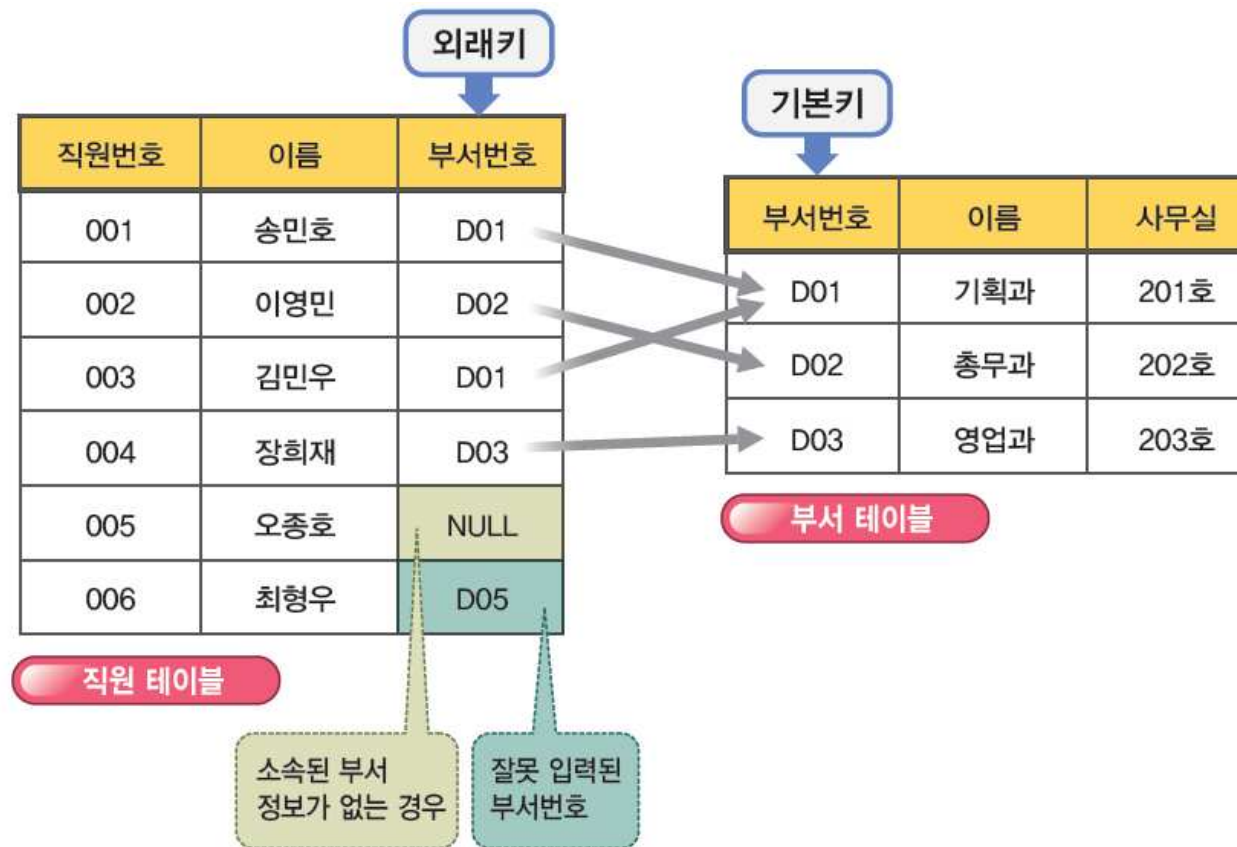 외래키
직원번호 이름 부서번호
001 송민호 D01
002 이영민 D02
003 김민우 D01
004 장희재 D03
005 오종호 NULL
006 최형우 D05
직원 테이블
소속된 부서
정보가 없는 경우
잘못 입력된
부서번호
기본키
부서번호 이름 사무실
D01 기획과 201호
D02 총무과 202호
D03 영업과 203호
부서 테이블